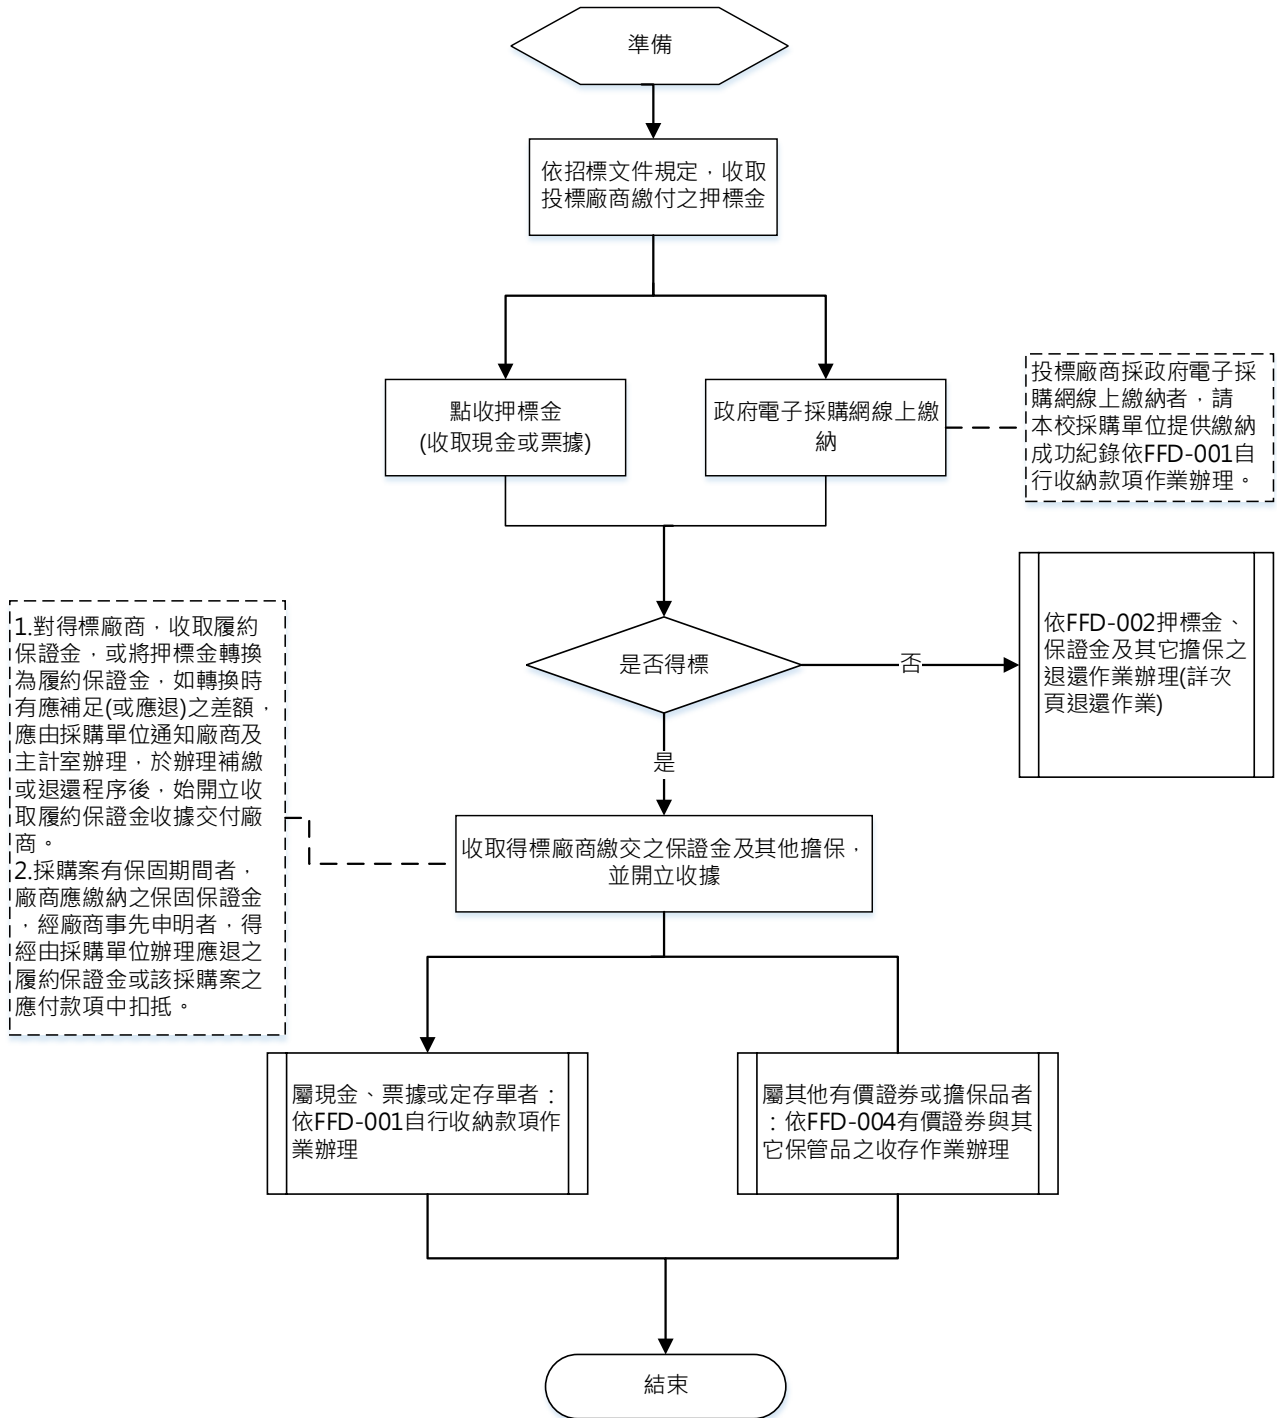 準備
依招標文件規定，收取
投標廠商繳付之押標金
點收押標金
(收取現金或票據)
政府電子採購網線上繳
納
投標廠商採政府電子採
購網線上繳納者，請
本校採購單位提供繳納
成功紀錄依FFD-001自
行收納款項作業辦理。
是否得標
否
依FFD-002押標金、
保證金及其它擔保之
退還作業辦理(詳次
頁退還作業)
是
1.對得標廠商，收取履約
保證金，或將押標金轉換
為履約保證金，如轉換時
有應補足(或應退)之差額，
應由採購單位通知廠商及
主計室辦理，於辦理補繳
或退還程序後，始開立收
取履約保證金收據交付廠
商。
2.採購案有保固期間者，
廠商應繳納之保固保證金
，經廠商事先申明者，得
經由採購單位辦理應退之
履約保證金或該採購案之
應付款項中扣抵。
收取得標廠商繳交之保證金及其他擔保，
並開立收據
屬現金、票據或定存單者：
依FFD-001自行收納款項作
業辦理
屬其他有價證券或擔保品者
：依FFD-004有價證券與其
它保管品之收存作業辦理
結束